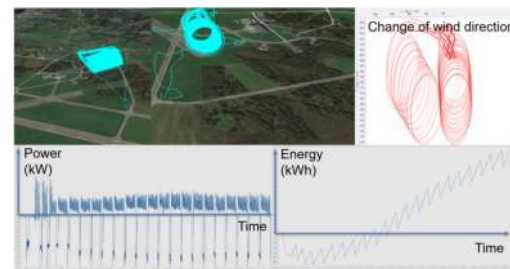 Change of wind direction
Power
(kW)
Time
Energy
(kWh)
Time